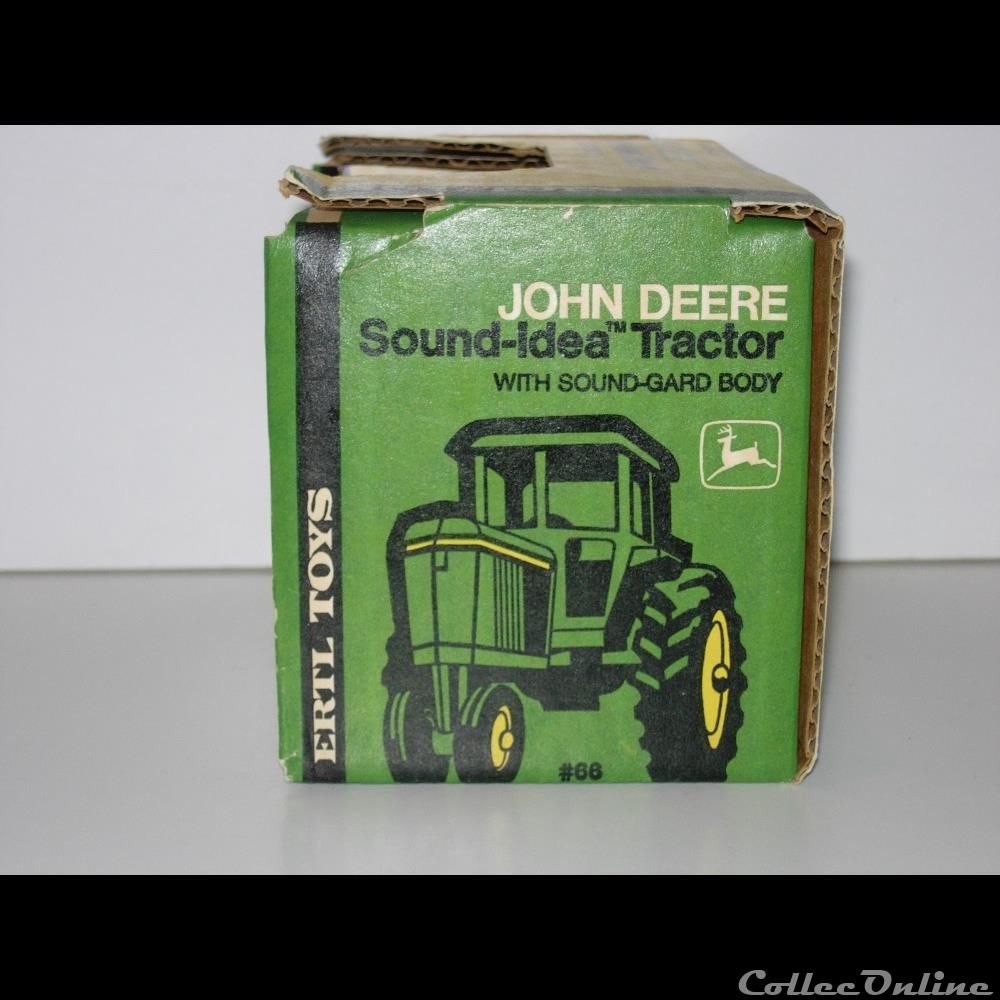 JOHN DEERE
Sound-Idea™ Tractor
WITH SOUND-GARD BODY
ERTL TOYS
#66
CollecOnline